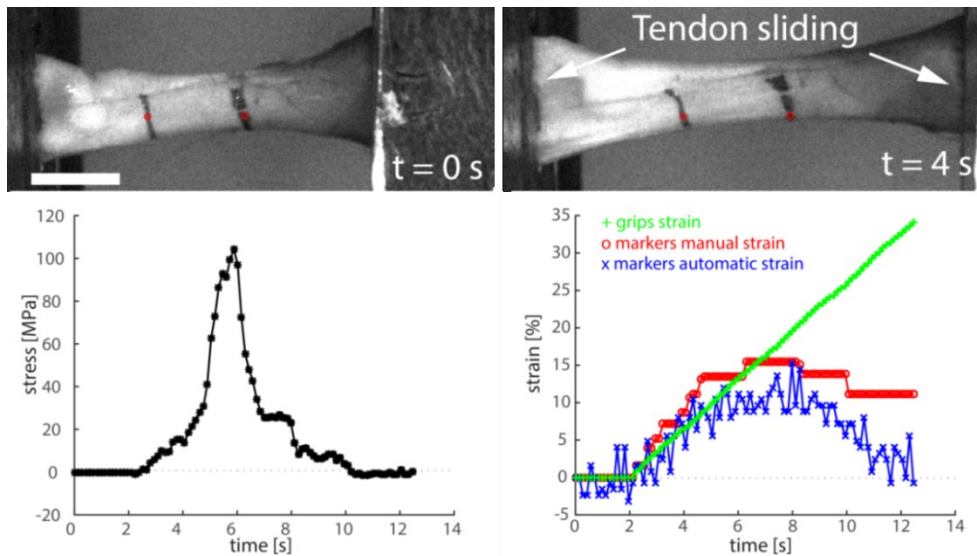 Tendon sliding
t = 0 s
t = 4 s
120
100
80
60
40
20
0
-20
stress [MPa]
0 2 4 6 8 10 12 14
time [s]
35
30
25
20
15
10
5
0
-5
strain [%]
+ grips strain
o markers manual strain
x markers automatic strain
0 2 4 6 8 10 12 14
time [s]